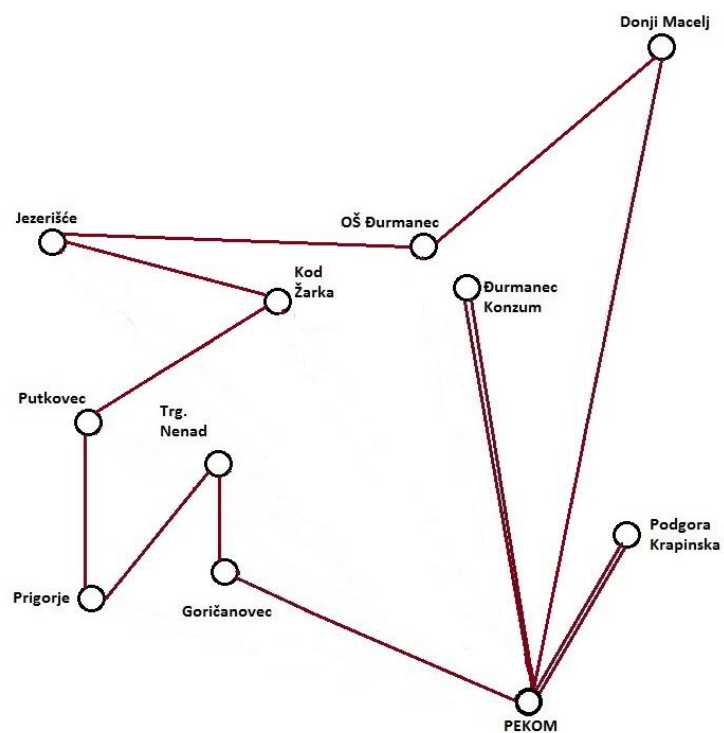 Donji Macelj
Jezerišće
OŠ Đurmanec
Kod
Žarka
Đurmanec
Konzum
Putkovec
Trg.
Nenad
Podgora
Krapinska
Prigorje
Goričanovec
PEKOM